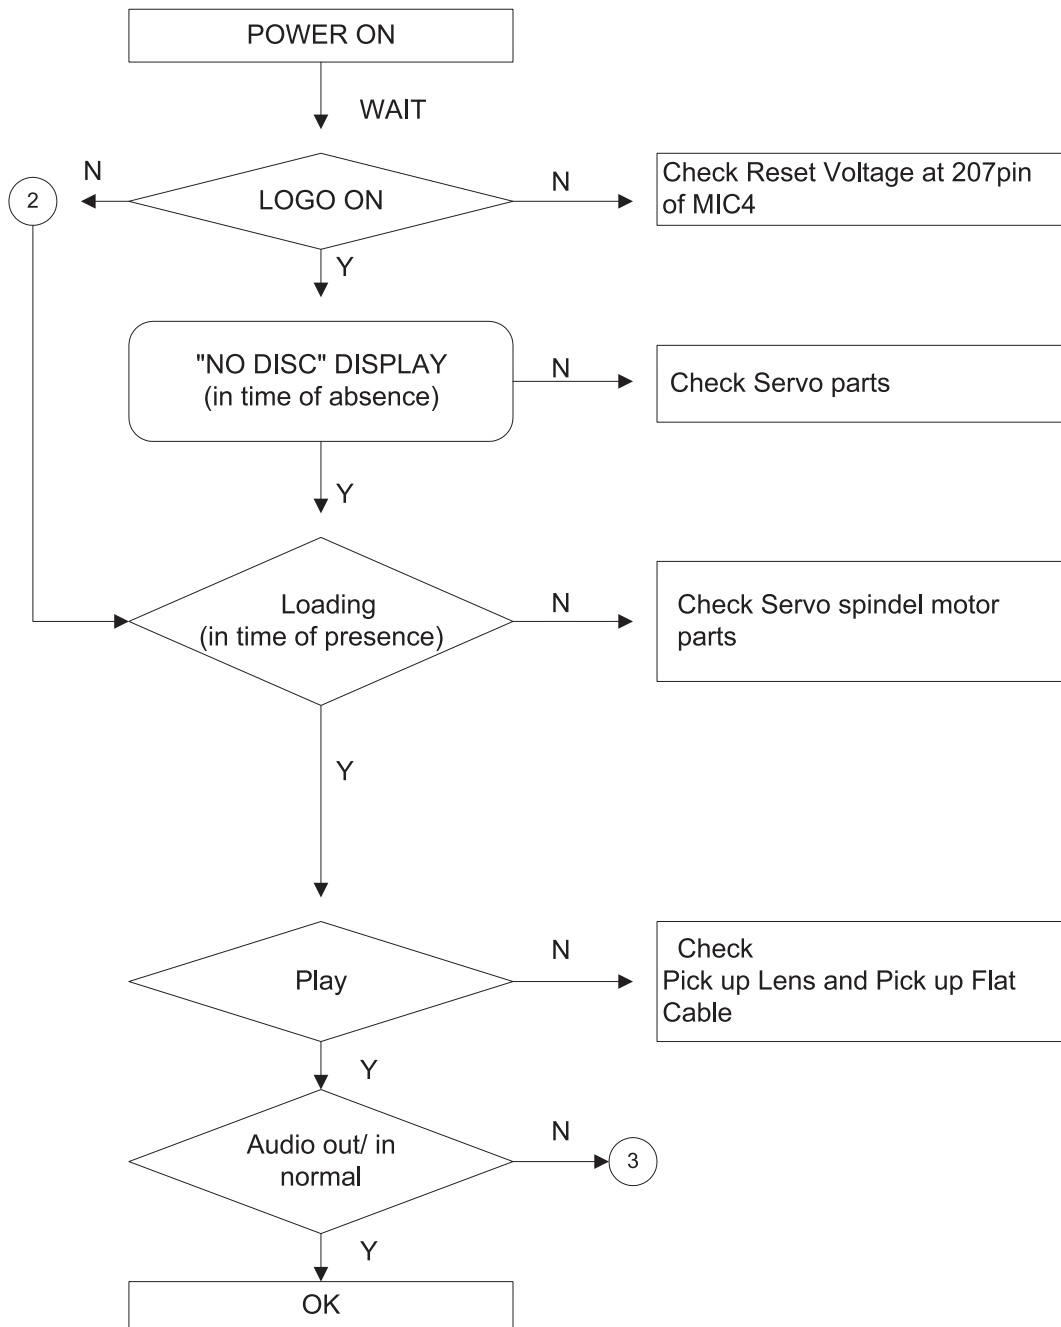 POWER ON
WAIT
N
2
LOGO ON
N
Check Reset Voltage at 207pin
of MIC4
Y
"NO DISC" DISPLAY
(in time of absence)
N
Check Servo parts
Y
Loading
(in time of presence)
N
Check Servo spindel motor
parts
Y
Play
N
Check
Pick up Lens and Pick up Flat
Cable
Y
Audio out/ in
normal
N
3
Y
OK